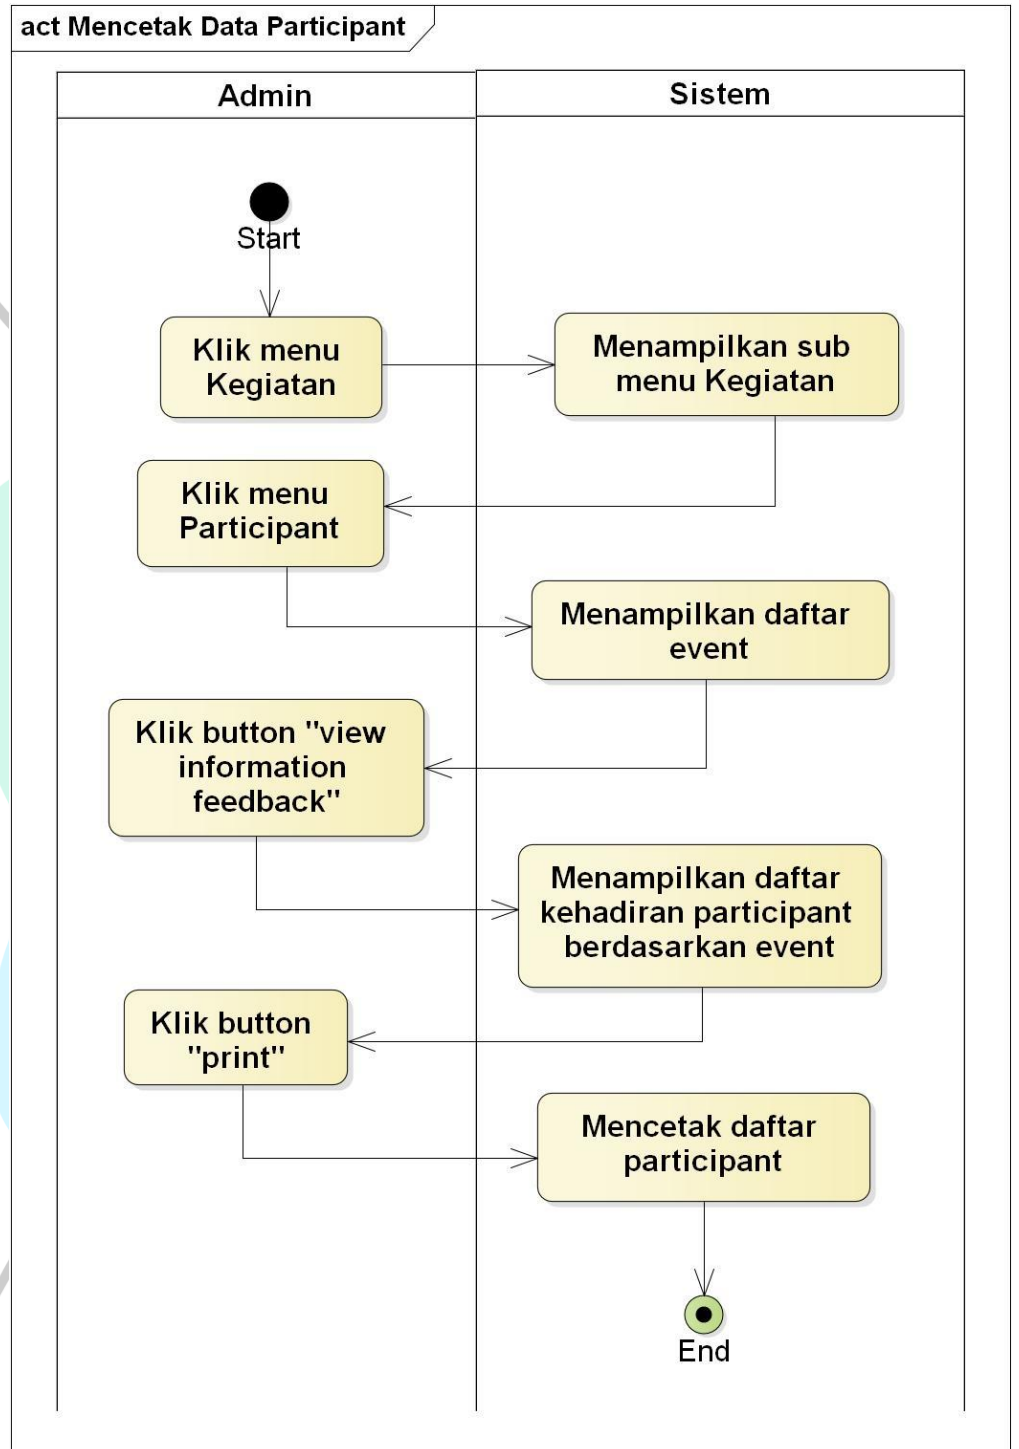 act Mencetak Data Participant
Admin
Sistem
Start
Klik menu
Kegiatan
Menampilkan sub
menu Kegiatan
Klik menu
Participant
Menampilkan daftar
event
Klik button "view
information
feedback"
Menampilkan daftar
kehadiran participant
berdasarkan event
Klik button
"print"
Mencetak daftar
participant
End